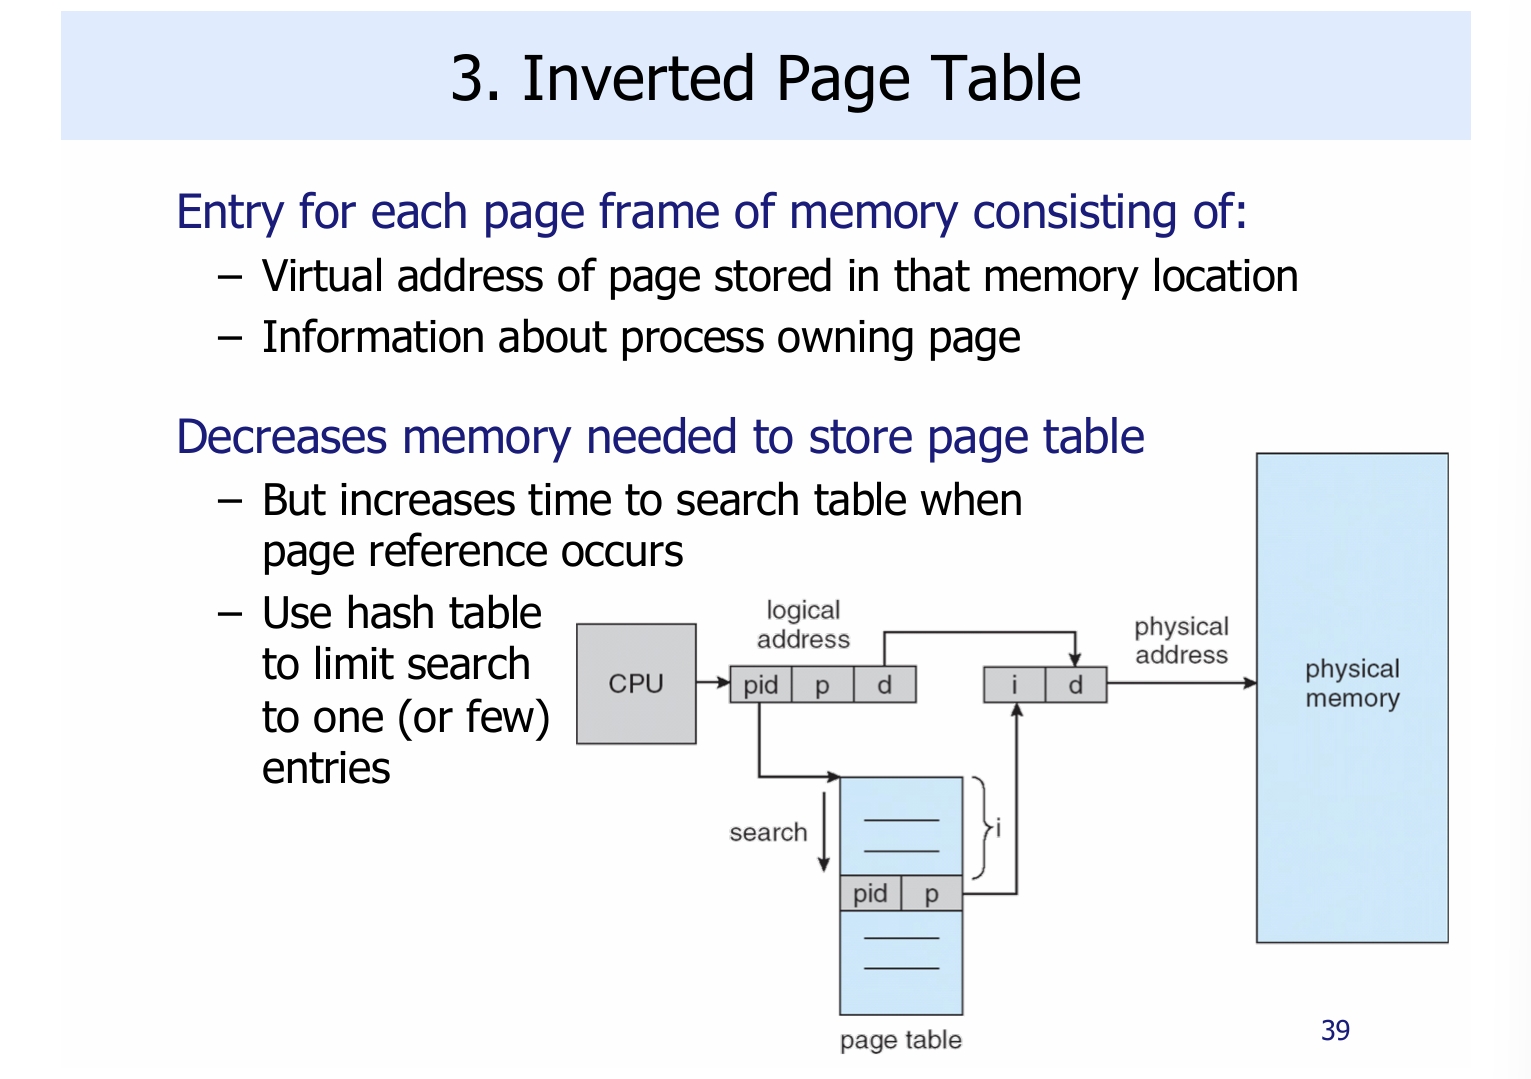 3. Inverted Page Table
Entry for each page frame of memory consisting of:
– Virtual address of page stored in that memory location
– Information about process owning page
Decreases memory needed to store page table
– But increases time to search table when
page reference occurs
– Use hash table
to limit search
to one (or few)
entries
CPU
logical
address
pid p d
i d
physical
address
physical
memory
search
i
pid p
page table
39